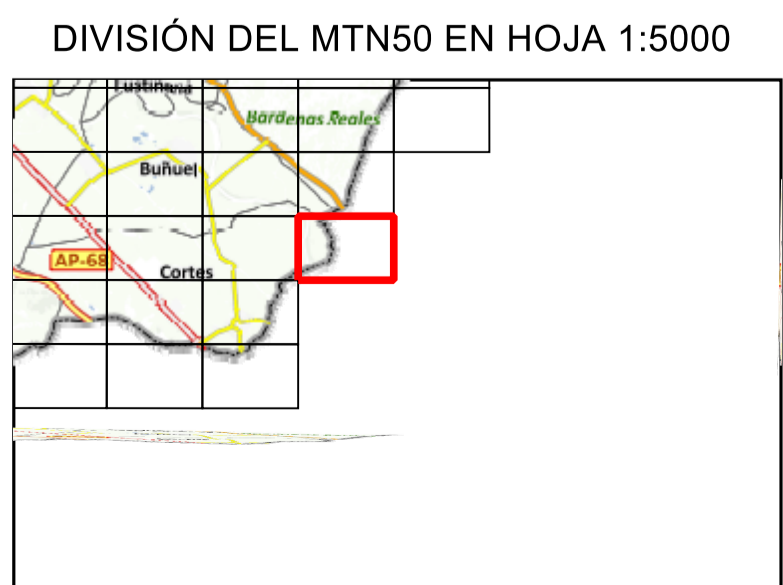 DIVISIÓN DEL MTN50 EN HOJA 1:5000
Bardenas Reales
Buñuel
AP-68
Cortes